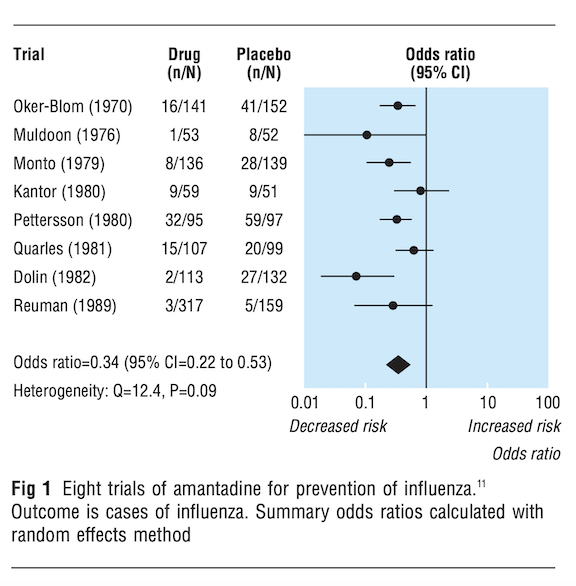 Trial Drug Placebo Odds ratio
(n/N) (n/N) (95% CI)
Oker-Blom (1970) 16/141 41/152
Muldoon (1976) 1/53 8/52
Monto (1979) 8/136 28/139
Kantor (1980) 9/59 9/51
Pettersson (1980) 32/95 59/97
Quarles (1981) 15/107 20/99
Dolin (1982) 2/113 27/132
Reuman (1989) 3/317 5/159
Odds ratio=0.34 (95% CI=0.22 to 0.53)
Heterogeneity: Q=12.4, P=0.09
0.01 0.1 1 10 100
Decreased risk Increased risk
Odds ratio
Fig 1 Eight trials of amantadine for prevention of influenza.11
Outcome is cases of influenza. Summary odds ratios calculated with
random effects method